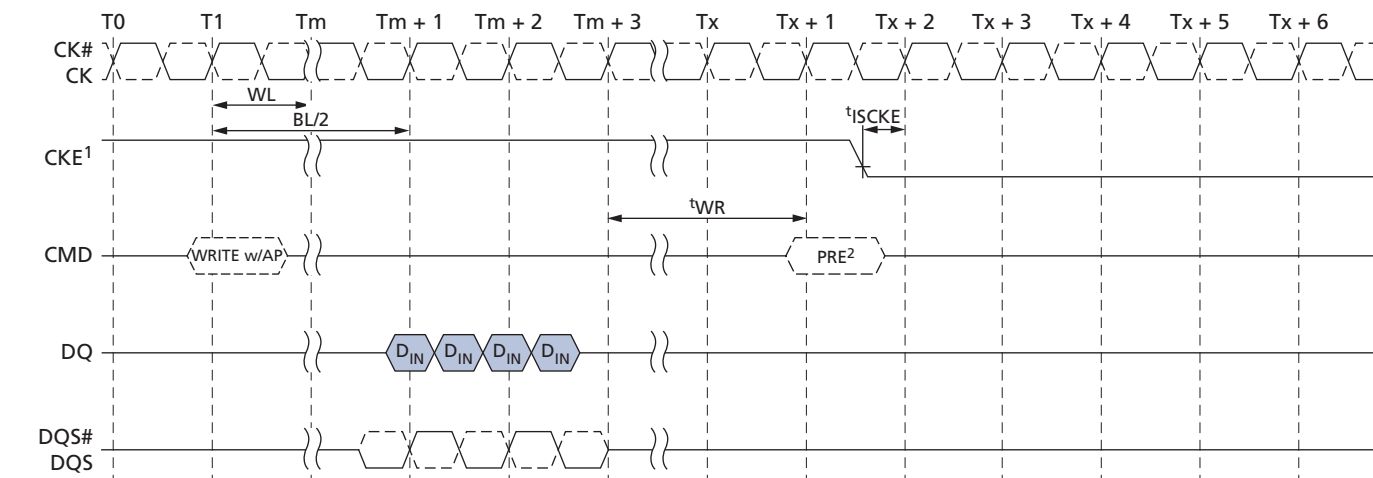 T0 T1 Tm Tm + 1 Tm + 2 Tm + 3 Tx Tx + 1 Tx + 2 Tx + 3 Tx + 4 Tx + 5 Tx + 6
CK#
CK
WL
BL/2
tISCKE
CKE1
tWR
CMD WRITE w/AP PRE2
DQ DIN DIN DIN DIN
DQS#
DQS